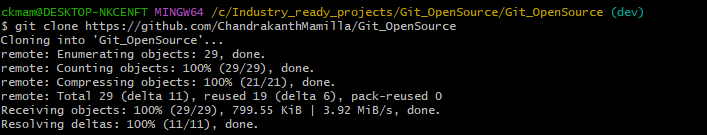 ckmam@DESKTOP-NKCENFT MINGW64 /c/Industry_ready_projects/Git_OpenSource/Git_OpenSource (dev)
$ git clone https://github.com/ChandrakanthMamilla/Git_OpenSource
Cloning into 'Git_OpenSource'...
remote: Enumerating objects: 29, done.
remote: Counting objects: 100% (29/29), done.
remote: Compressing objects: 100% (21/21), done.
remote: Total 29 (delta 11), reused 19 (delta 6), pack-reused 0
Receiving objects: 100% (29/29), 799.55 KiB | 3.92 MiB/s, done.
Resolving deltas: 100% (11/11), done.